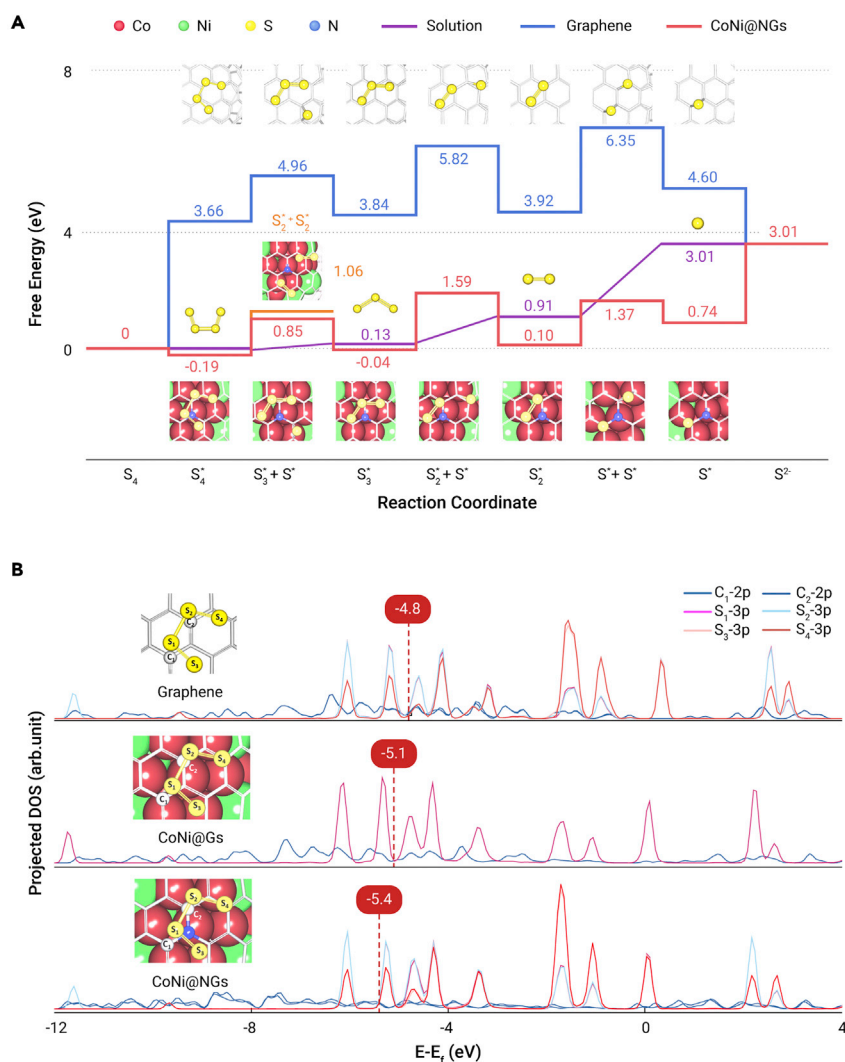 A
Co Ni S N Solution Graphene CoNi@NGs
8
6.35
5.82
4.96
4.60
3.84
3.92
3.66
S₂* + S₂*
4
3.01
3.01
1.06
1.59
0.91
1.37
0.85
0.13
0.74
0
0.10
0
-0.19
-0.04
Free Energy (eV)
S₄ S₄* S₃* + S* S₃* S₂* + S* S₂* S* + S* S* S²⁻
Reaction Coordinate
B
-4.8
C₁-2p C₂-2p
S₁-3p S₂-3p
S₃-3p S₄-3p
S₂ S₄
C₂
S₁
C₁ S₃
Graphene
-5.1
S₂
C₂ S₄
S₁
C₁ S₃
CoNi@Gs
-5.4
S₂ S₄
C₂
S₁
C₁ S₃
CoNi@NGs
Projected DOS (arb.unit)
-12 -8 -4 0 4
E-E_f (eV)